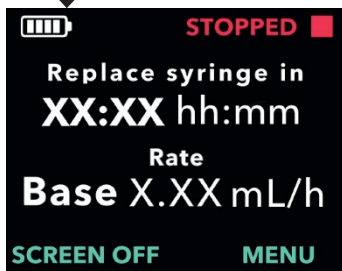 STOPPED
Replace syringe in
XX:XX hh:mm
Rate
Base X.XX mL/h
SCREEN OFF MENU